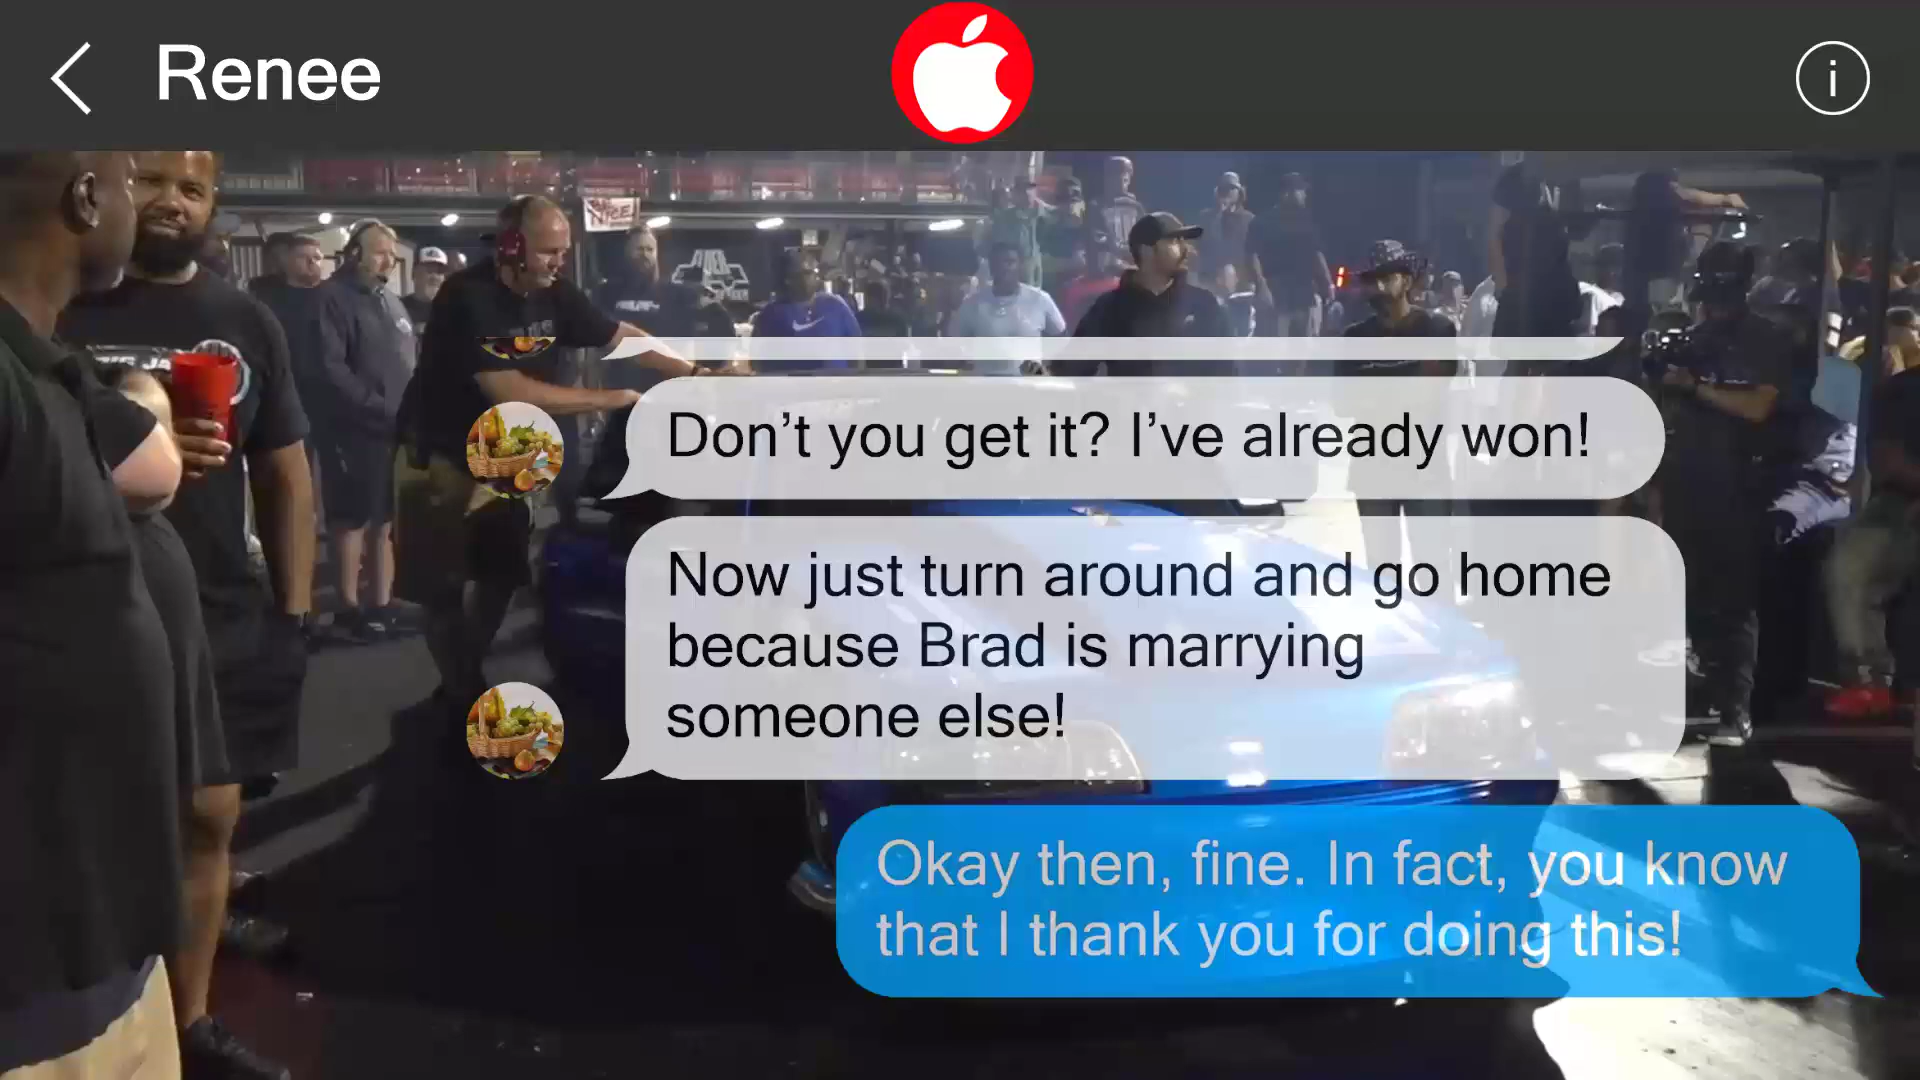 Renee
i
Don’t you get it? I’ve already won!
Now just turn around and go home
because Brad is marrying
someone else!
Okay then, fine. In fact, you know
that I thank you for doing this!